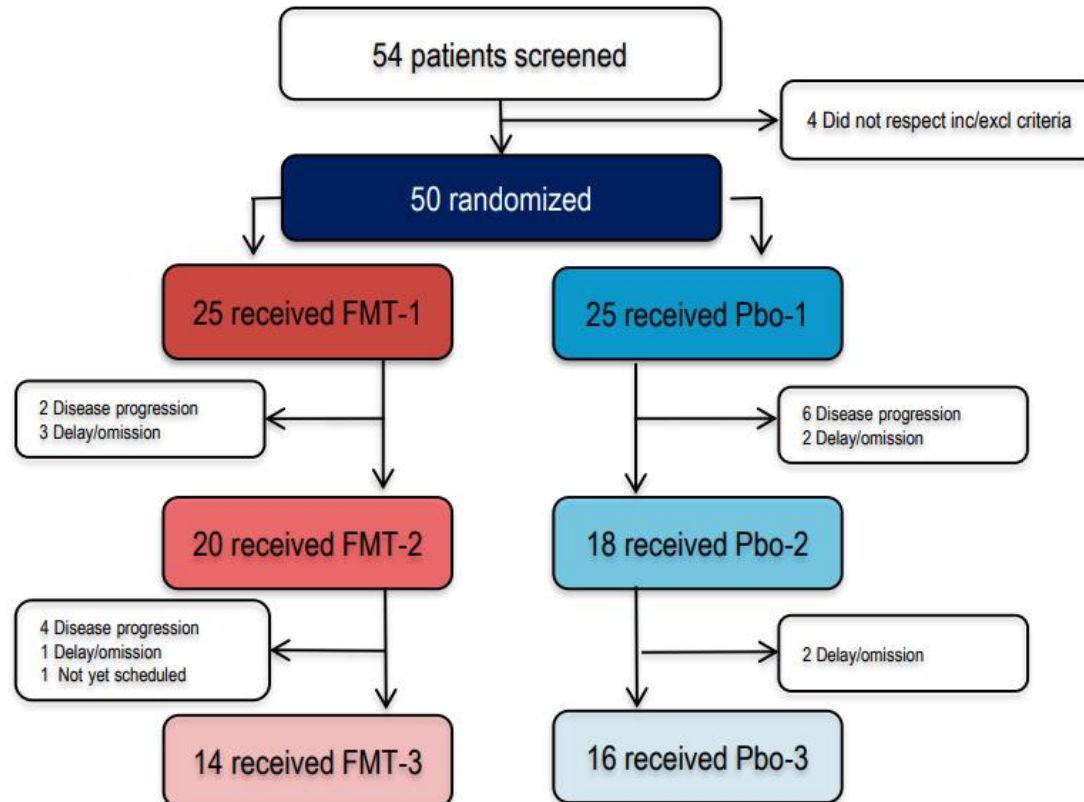 54 patients screened
4 Did not respect inc/excl criteria
50 randomized
25 received FMT-1
25 received Pbo-1
2 Disease progression
3 Delay/omission
6 Disease progression
2 Delay/omission
20 received FMT-2
18 received Pbo-2
4 Disease progression
1 Delay/omission
1 Not yet scheduled
2 Delay/omission
14 received FMT-3
16 received Pbo-3